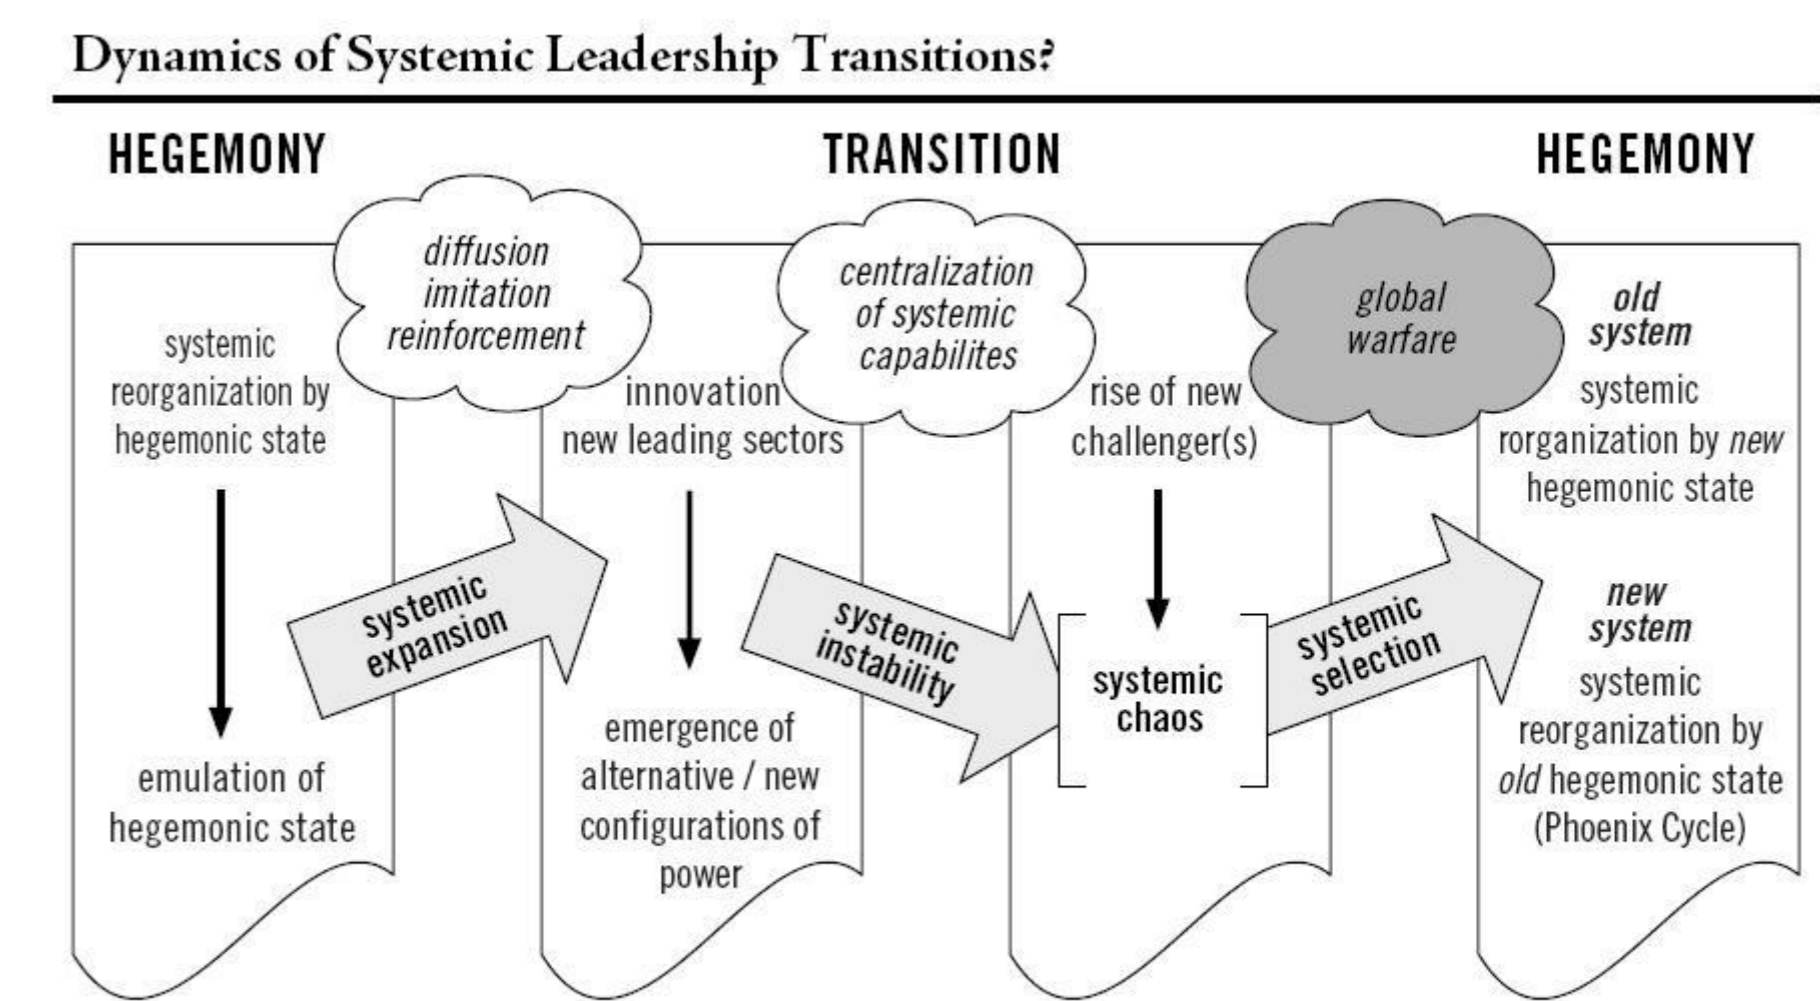 Dynamics of Systemic Leadership Transitions?
HEGEMONY
TRANSITION
HEGEMONY
diffusion
imitation
reinforcement
centralization
of systemic
capabilites
global
warfare
systemic
reorganization by
hegemonic state
emulation of
hegemonic state
systemic
expansion
innovation
new leading sectors
emergence of
alternative / new
configurations of
power
systemic
instability
rise of new
challenger(s)
systemic
chaos
systemic
selection
old
system
systemic
rorganization by new
hegemonic state
new
system
systemic
reorganization by
old hegemonic state
(Phoenix Cycle)